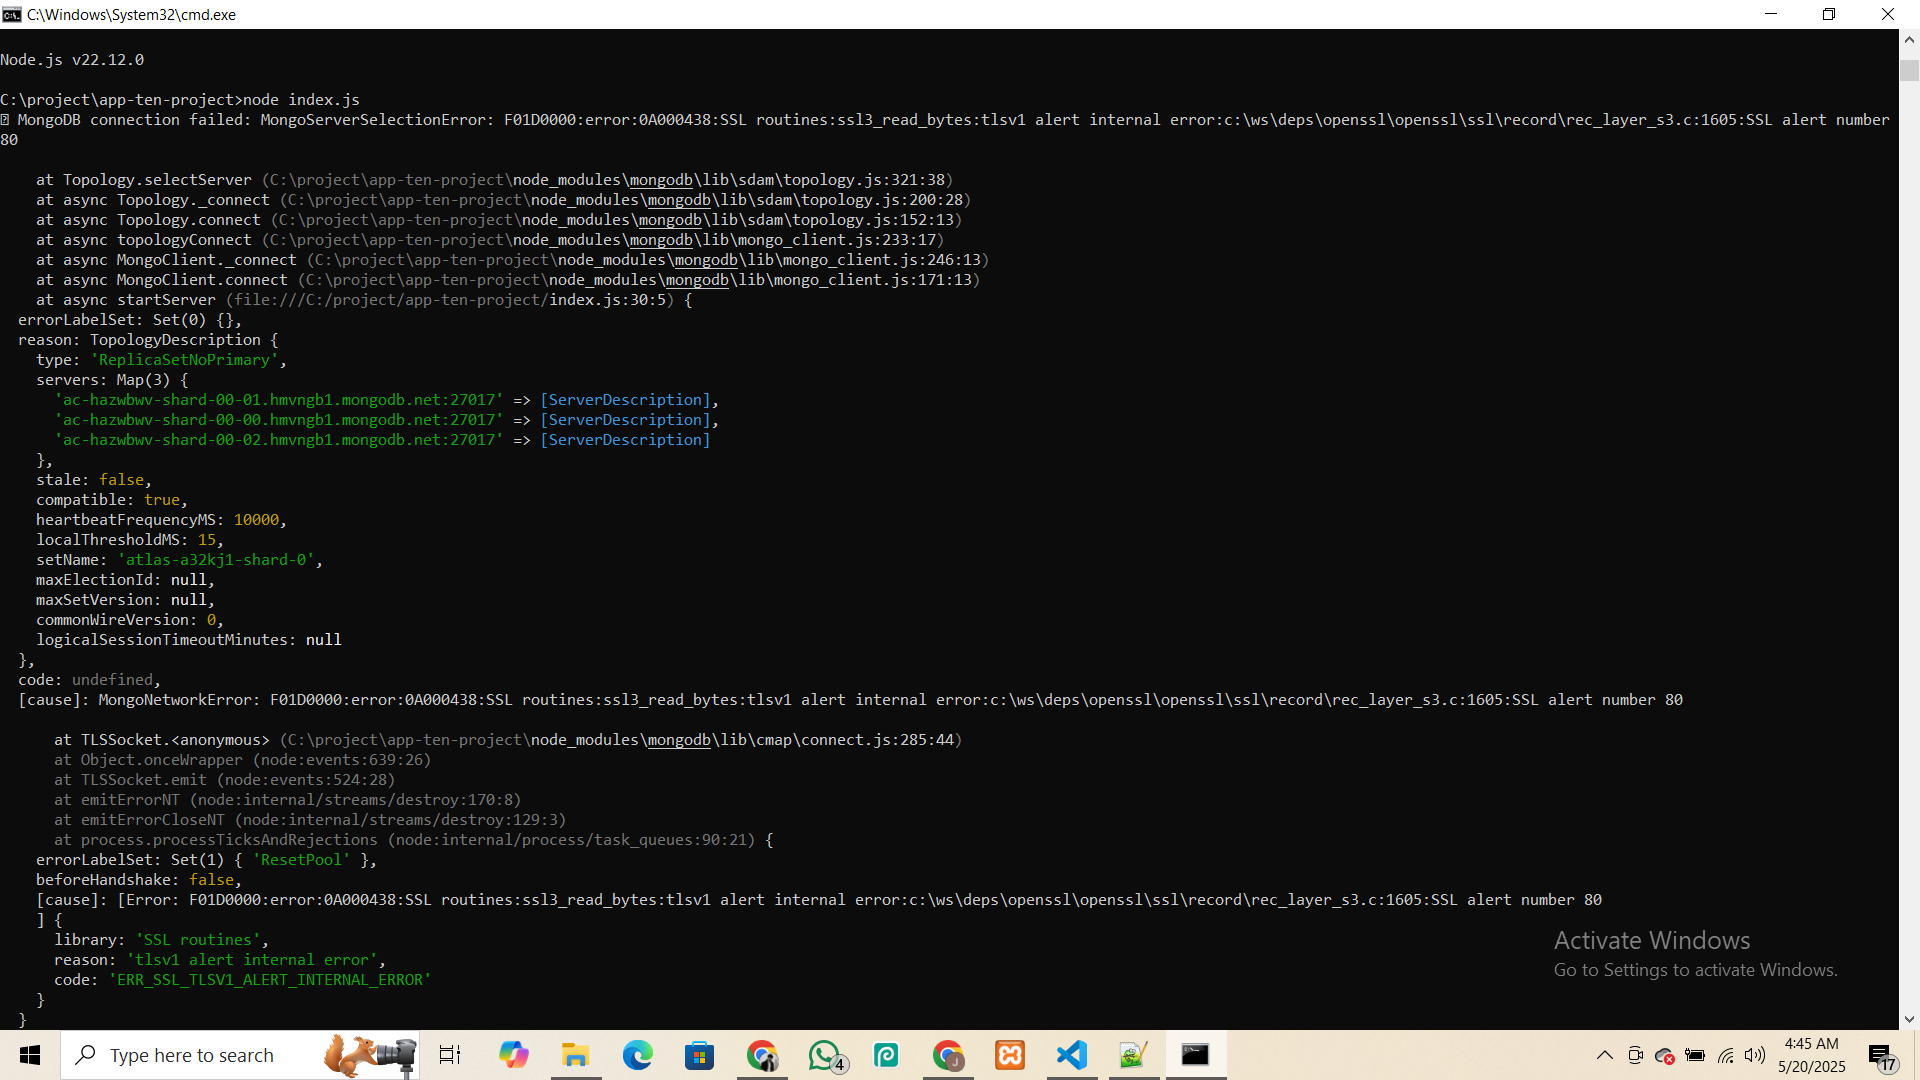 C:\Windows\System32\cmd.exe
Node.js v22.12.0
C:\project\app-ten-project>node index.js
MongoDB connection failed: MongoServerSelectionError: F01D0000:error:0A000438:SSL routines:ssl3_read_bytes:tlsv1 alert internal error:c:\ws\deps\openssl\openssl\ssl\record\rec_layer_s3.c:1605:SSL alert number
80
at Topology.selectServer (C:\project\app-ten-project\node_modules\mongodb\lib\sdam\topology.js:321:38)
at async Topology._connect (C:\project\app-ten-project\node_modules\mongodb\lib\sdam\topology.js:200:28)
at async Topology.connect (C:\project\app-ten-project\node_modules\mongodb\lib\sdam\topology.js:152:13)
at async topologyConnect (C:\project\app-ten-project\node_modules\mongodb\lib\mongo_client.js:233:17)
at async MongoClient._connect (C:\project\app-ten-project\node_modules\mongodb\lib\mongo_client.js:246:13)
at async MongoClient.connect (C:\project\app-ten-project\node_modules\mongodb\lib\mongo_client.js:171:13)
at async startServer (file:///C:/project/app-ten-project/index.js:30:5) {
errorLabelSet: Set(0) {},
reason: TopologyDescription {
type: 'ReplicaSetNoPrimary',
servers: Map(3) {
'ac-hazwbwv-shard-00-01.hmvngb1.mongodb.net:27017' => [ServerDescription],
'ac-hazwbwv-shard-00-00.hmvngb1.mongodb.net:27017' => [ServerDescription],
'ac-hazwbwv-shard-00-02.hmvngb1.mongodb.net:27017' => [ServerDescription]
},
stale: false,
compatible: true,
heartbeatFrequencyMS: 10000,
localThresholdMS: 15,
setName: 'atlas-a32kj1-shard-0',
maxElectionId: null,
maxSetVersion: null,
commonWireVersion: 0,
logicalSessionTimeoutMinutes: null
},
code: undefined,
[cause]: MongoNetworkError: F01D0000:error:0A000438:SSL routines:ssl3_read_bytes:tlsv1 alert internal error:c:\ws\deps\openssl\openssl\ssl\record\rec_layer_s3.c:1605:SSL alert number 80
at TLSSocket.<anonymous> (C:\project\app-ten-project\node_modules\mongodb\lib\cmap\connect.js:285:44)
at Object.onceWrapper (node:events:639:26)
at TLSSocket.emit (node:events:524:28)
at emitErrorNT (node:internal/streams/destroy:170:8)
at emitErrorCloseNT (node:internal/streams/destroy:129:3)
at process.processTicksAndRejections (node:internal/process/task_queues:90:21) {
errorLabelSet: Set(1) { 'ResetPool' },
beforeHandshake: false,
[cause]: [Error: F01D0000:error:0A000438:SSL routines:ssl3_read_bytes:tlsv1 alert internal error:c:\ws\deps\openssl\openssl\ssl\record\rec_layer_s3.c:1605:SSL alert number 80
] {
library: 'SSL routines',
reason: 'tlsv1 alert internal error',
code: 'ERR_SSL_TLSV1_ALERT_INTERNAL_ERROR'
}
}
Activate Windows
Go to Settings to activate Windows.
Type here to search
4
4:45 AM
5/20/2025
17